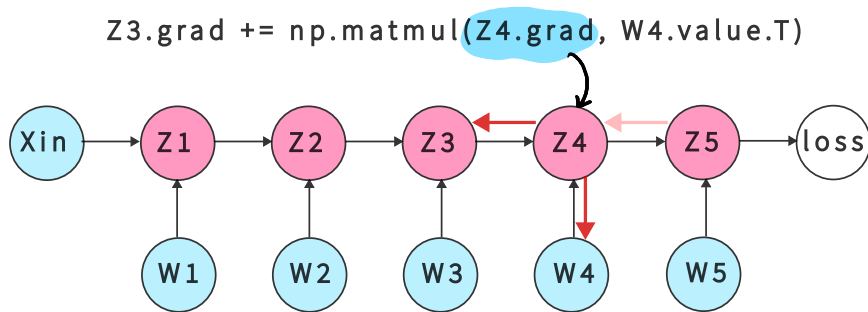 Z3.grad += np.matmul(Z4.grad, W4.value.T)
Xin Z1 Z2 Z3 Z4 Z5 loss
W1 W2 W3 W4 W5